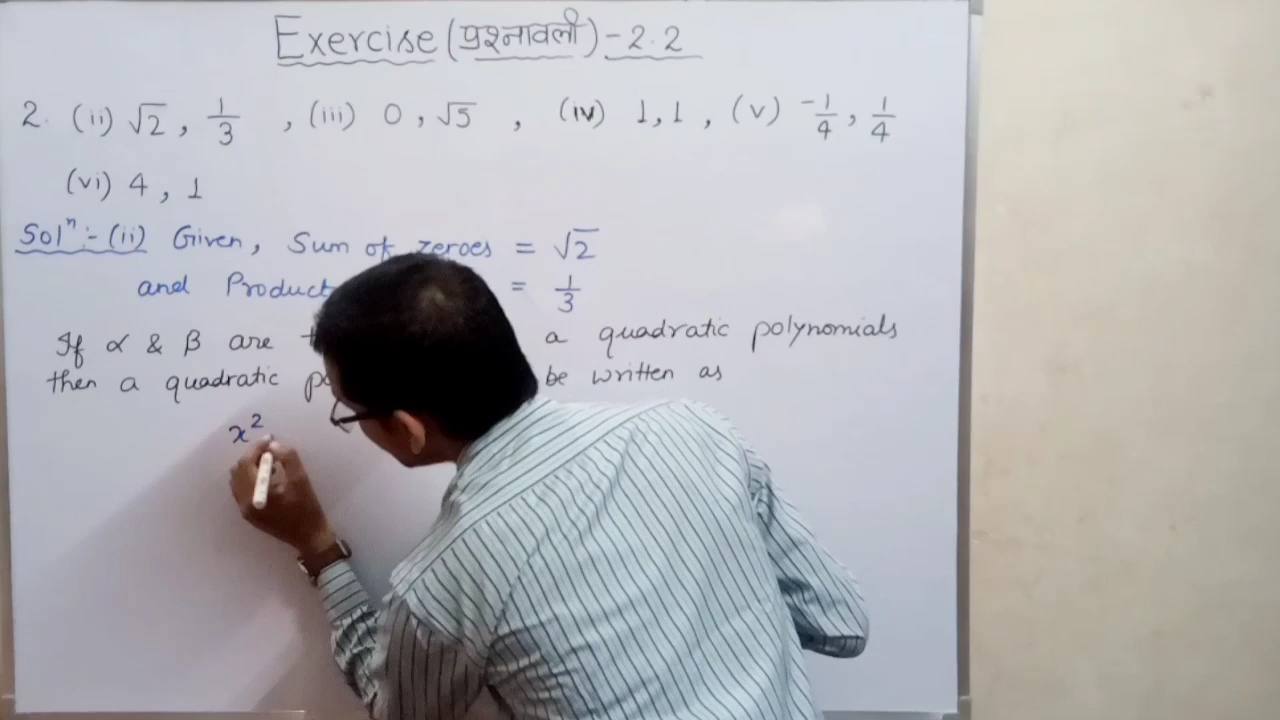 Exercise (प्रश्नावली) - 2.2
2. (ii) √2, 1/3 , (iii) 0, √5 , (iv) 1, 1, (v) -1/4, 1/4
(vi) 4, 1
Solⁿ:- (ii) Given, Sum of zeroes = √2
and Product = 1/3
If α & β are a quadratic polynomials
then a quadratic be written as
x²